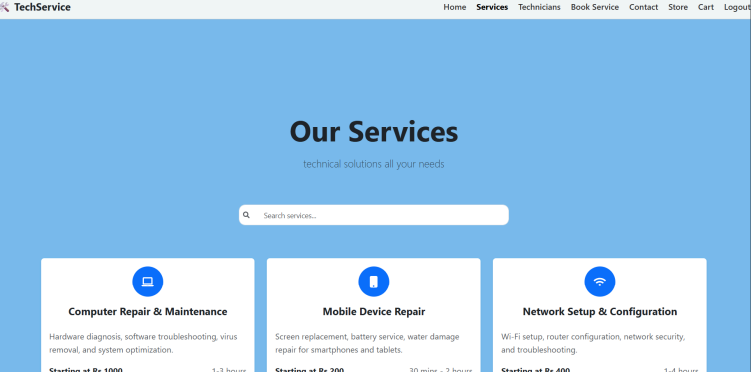 TechService
Home Services Technicians Book Service Contact Store Cart Logout
Our Services
technical solutions all your needs
Search services...
Computer Repair & Maintenance
Hardware diagnosis, software troubleshooting, virus
removal, and system optimization.
Starting at Rs 1000 1-3 hours
Mobile Device Repair
Screen replacement, battery service, water damage
repair for smartphones and tablets.
Starting at Rs 200 30 mins - 2 hours
Network Setup & Configuration
Wi-Fi setup, router configuration, network security,
and troubleshooting.
Starting at Rs 400 1-4 hours